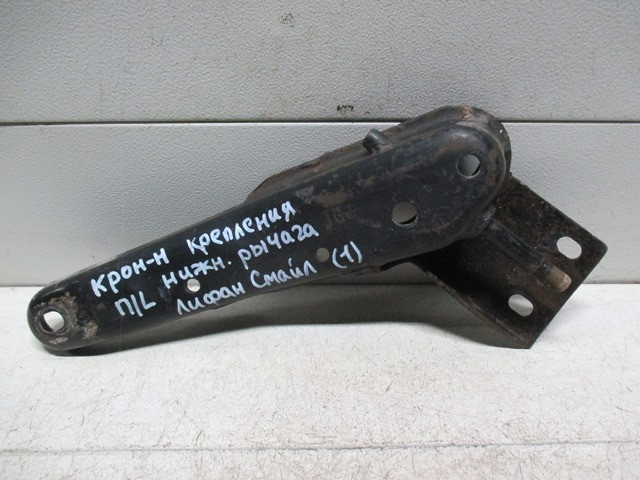 крон-н крепления
п/L нижн. рычага
лифан Смайл (1)